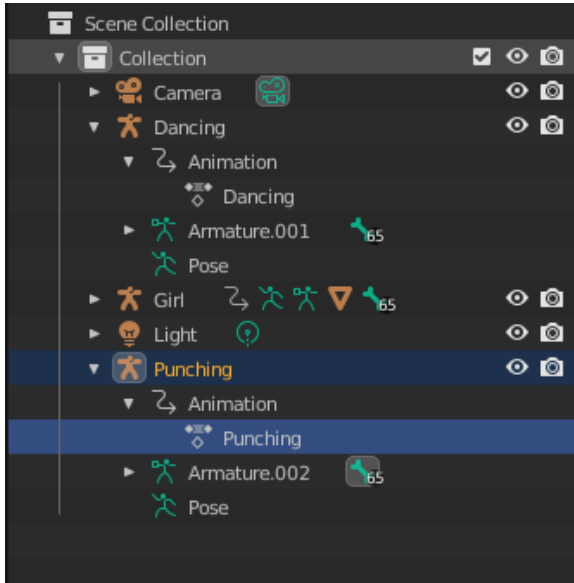 Scene Collection
Collection
Camera
Dancing
Animation
Dancing
Armature.001 65
Pose
Girl 65
Light
Punching
Animation
Punching
Armature.002 65
Pose